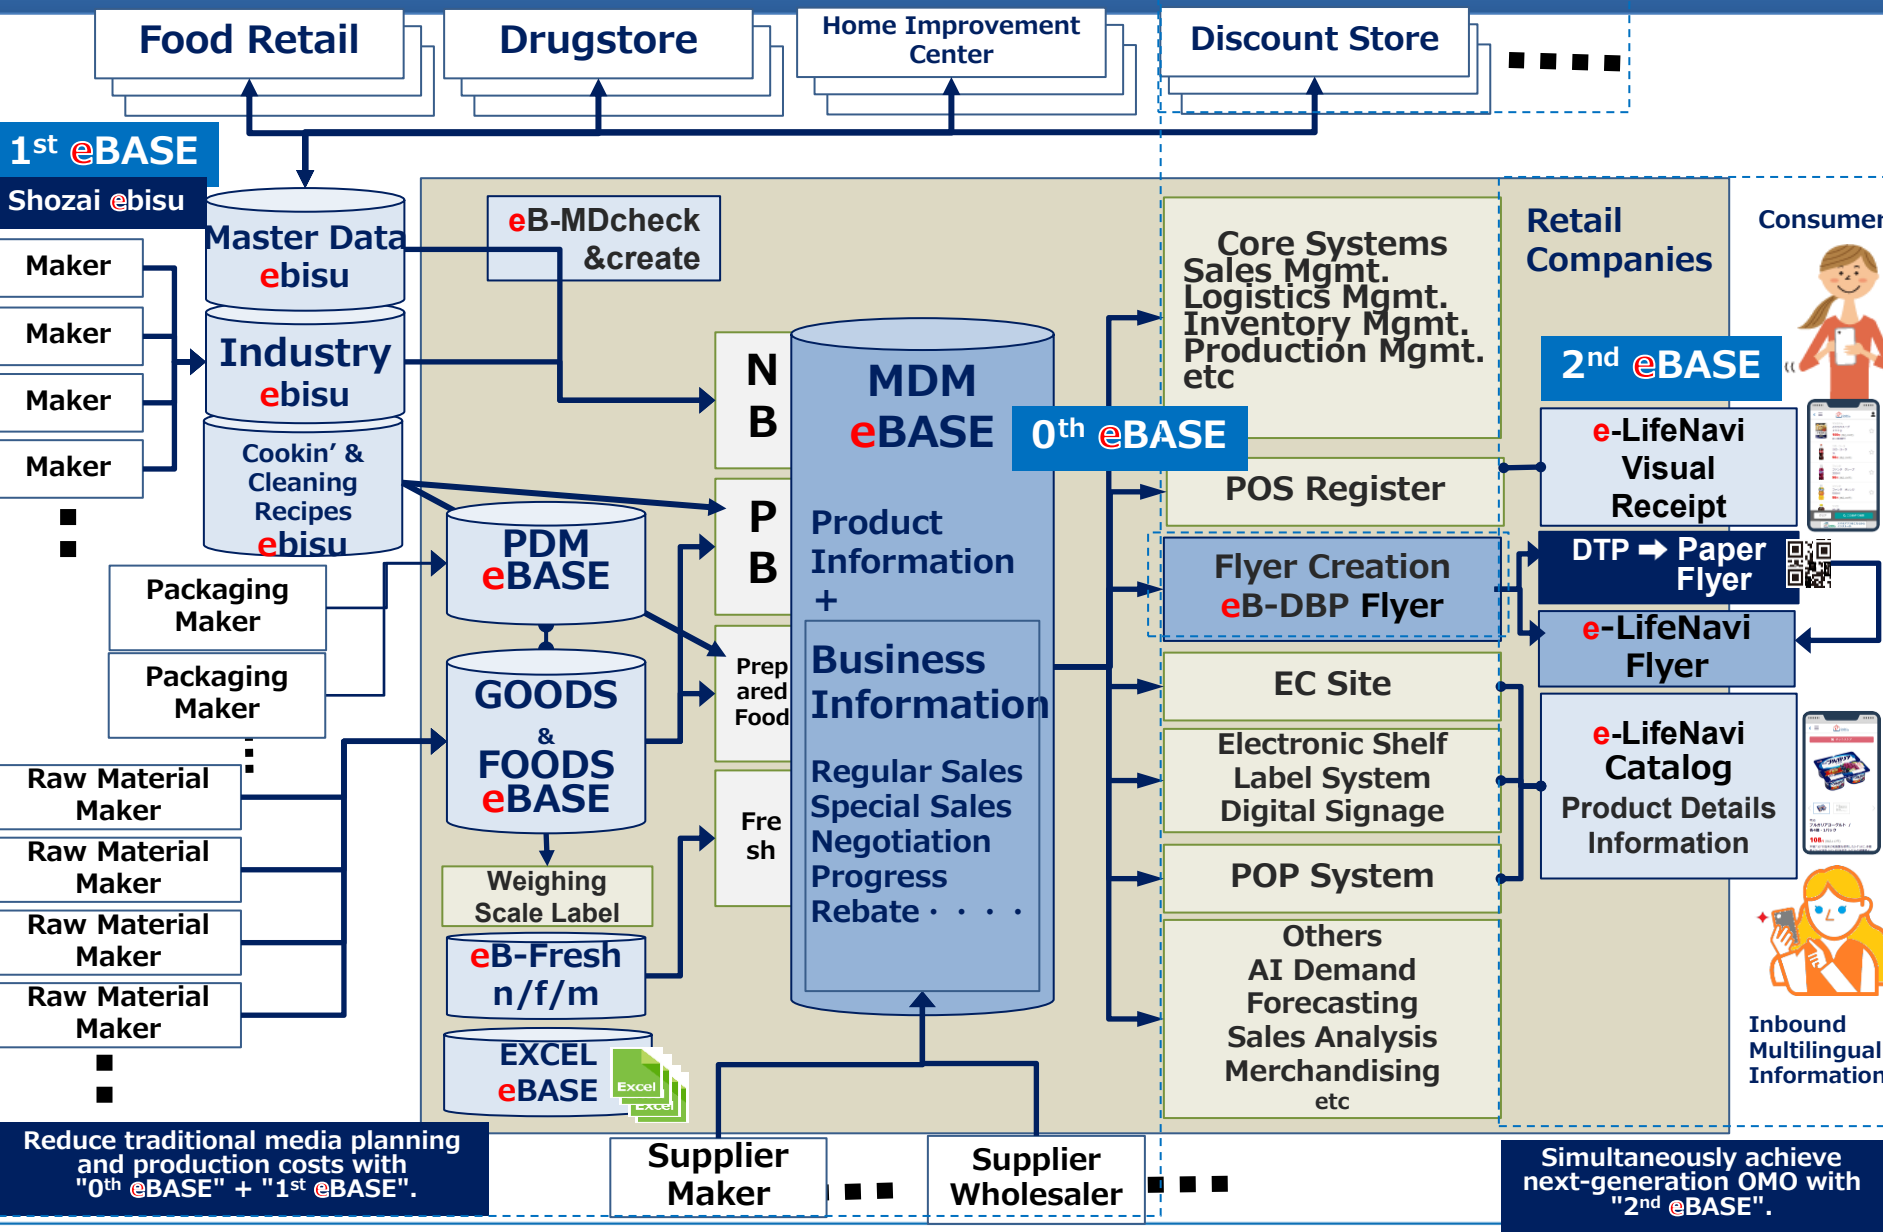 Food Retail
Drugstore
Home Improvement
Center
Discount Store
1st eBASE
Shozai ebisu
Maker
Maker
Maker
Maker
Master Data
ebisu
Industry
ebisu
Cookin' &
Cleaning
Recipes
ebisu
eB-MDcheck
&create
Packaging
Maker
Packaging
Maker
Raw Material
Maker
Raw Material
Maker
Raw Material
Maker
Raw Material
Maker
PDM
eBASE
GOODS
&
FOODS
eBASE
Weighing
Scale Label
eB-Fresh
n/f/m
EXCEL
eBASE
Excel
Excel
N
B
P
B
Prep
ared
Food
Fre
sh
MDM
eBASE
0th eBASE
Product
Information
+
Business
Information
Regular Sales
Special Sales
Negotiation
Progress
Rebate・・・・
Core Systems
Sales Mgmt.
Logistics Mgmt.
Inventory Mgmt.
Production Mgmt.
etc
POS Register
Flyer Creation
eB-DBP Flyer
EC Site
Electronic Shelf
Label System
Digital Signage
POP System
Others
AI Demand
Forecasting
Sales Analysis
Merchandising
etc
Retail
Companies
Consumer
2nd eBASE
e-LifeNavi
Visual
Receipt
DTP ➡ Paper
Flyer
e-LifeNavi
Flyer
e-LifeNavi
Catalog
Product Details
Information
Inbound
Multilingual
Information
Reduce traditional media planning
and production costs with
"0th eBASE" + "1st eBASE".
Supplier
Maker
Supplier
Wholesaler
Simultaneously achieve
next-generation OMO with
"2nd eBASE".